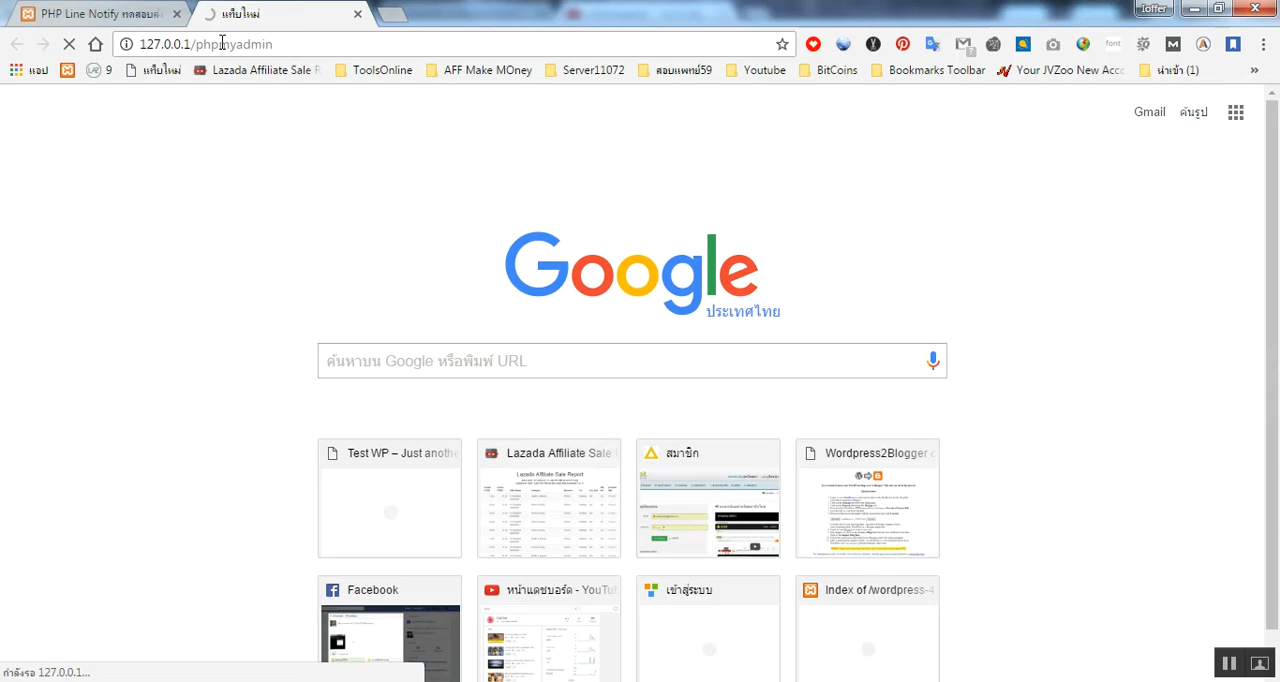 PHP Line Notify ทดสอบส่
แท็บใหม่
Ioffer
127.0.0.1/phpmyadmin
font
แอป
9
แท็บใหม่
Lazada Affiliate Sale R
ToolsOnline
AFF Make MOney
Server11072
สอบแพทย์59
Youtube
BitCoins
Bookmarks Toolbar
Your JVZoo New Acco
นำเข้า (1)
Gmail
ค้นรูป
Google
ประเทศไทย
ค้นหาบน Google หรือพิมพ์ URL
Test WP – Just anothe
Lazada Affiliate Sale
สมาชิก
Wordpress2Blogger c
Lazada Affiliate Sale Report
Facebook
หน้าแดชบอร์ด - YouTu
เข้าสู่ระบบ
Index of /wordpress-4
กำลังรอ 127.0.0.1...